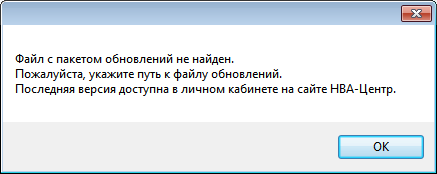 Файл с пакетом обновлений не найден.
Пожалуйста, укажите путь к файлу обновлений.
Последняя версия доступна в личном кабинете на сайте НВА-Центр.
OK